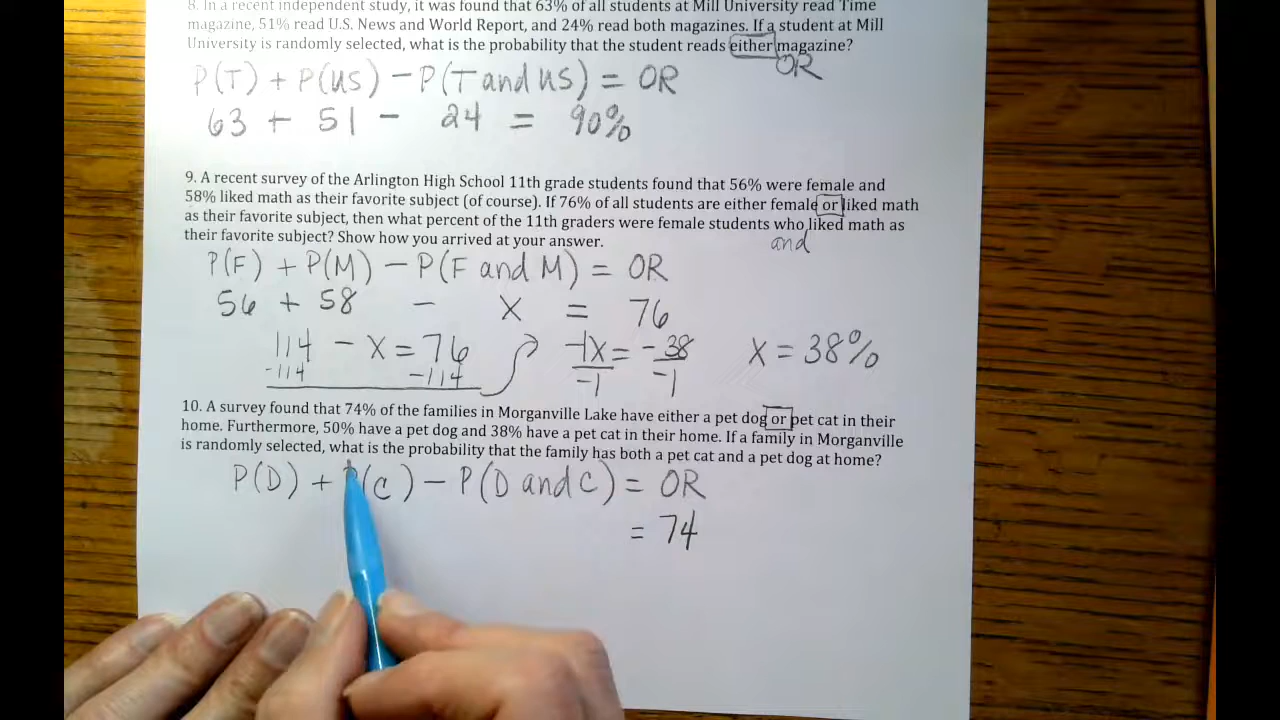 8. In a recent independent study, it was found that 63% of all students at Mill University read Time
magazine, 51% read U.S. News and World Report, and 24% read both magazines. If a student at Mill
University is randomly selected, what is the probability that the student reads either magazine?
OR
P(T) + P(US) - P(T and US) = OR
63 + 51 - 24 = 90%
9. A recent survey of the Arlington High School 11th grade students found that 56% were female and
58% liked math as their favorite subject (of course). If 76% of all students are either female or liked math
as their favorite subject, then what percent of the 11th graders were female students who liked math as
their favorite subject? Show how you arrived at your answer.
and
P(F) + P(M) - P(F and M) = OR
56 + 58 - X = 76
114 - X = 76 -1X = -38 X = 38%
-114 -114 -1 -1
10. A survey found that 74% of the families in Morganville Lake have either a pet dog or pet cat in their
home. Furthermore, 50% have a pet dog and 38% have a pet cat in their home. If a family in Morganville
is randomly selected, what is the probability that the family has both a pet cat and a pet dog at home?
P(D) + P(C) - P(D and C) = OR
= 74